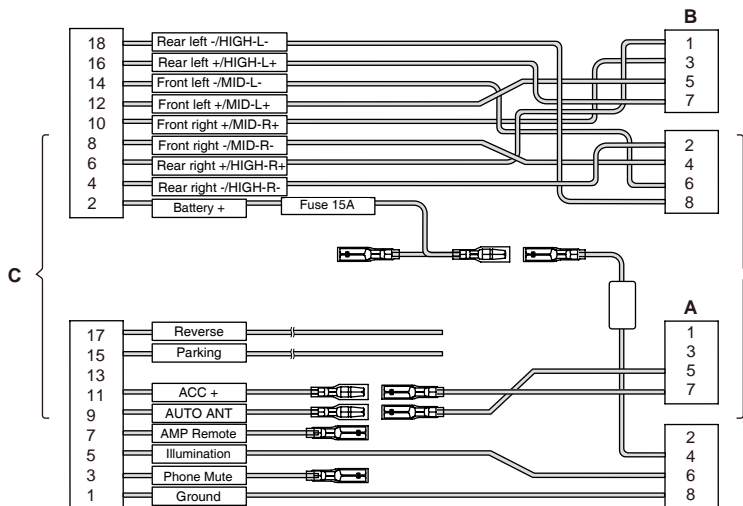 B
18 Rear left -/HIGH-L- 1
16 Rear left +/HIGH-L+ 3
14 Front left -/MID-L- 5
12 Front left +/MID-L+ 7
10 Front right +/MID-R+
8 Front right -/MID-R- 2
6 Rear right +/HIGH-R+ 4
4 Rear right -/HIGH-R- 6
2 Battery + Fuse 15A 8
C
A
17 Reverse 1
15 Parking 3
13 5
11 ACC + 7
9 AUTO ANT
7 AMP Remote 2
5 Illumination 4
3 Phone Mute 6
1 Ground 8